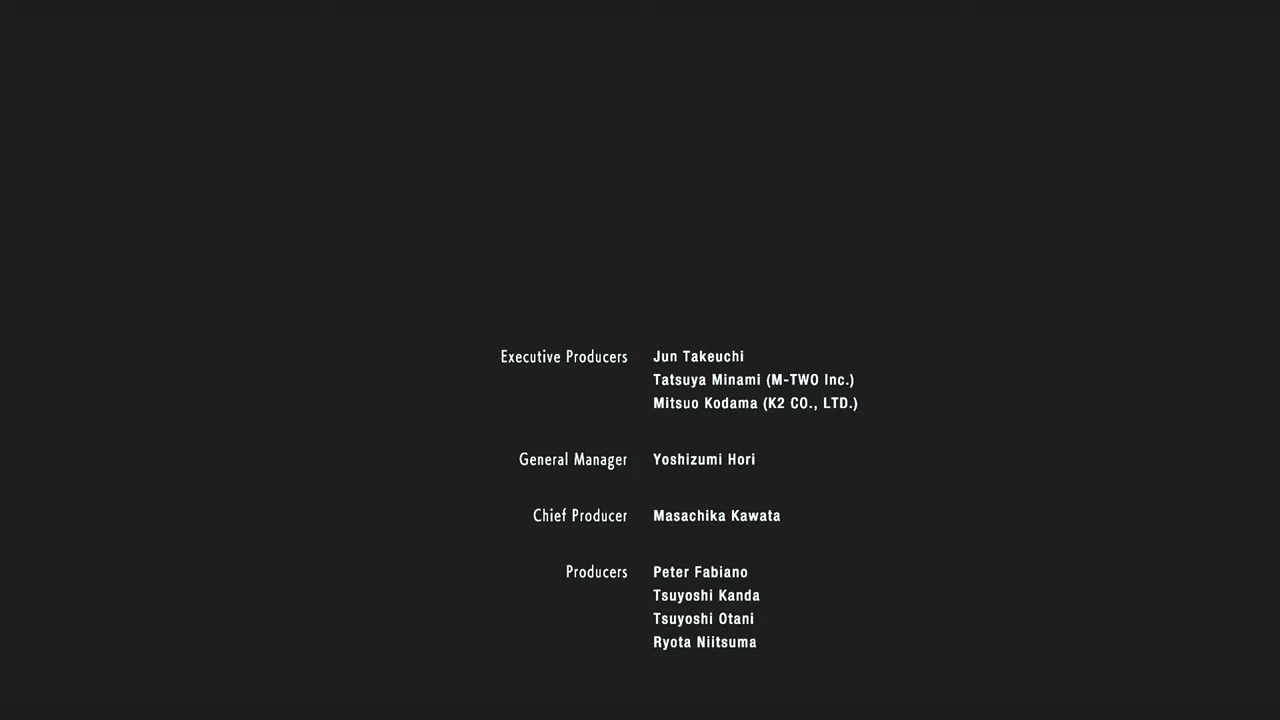 Executive Producers Jun Takeuchi
Tatsuya Minami (M-TWO Inc.)
Mitsuo Kodama (K2 CO., LTD.)
General Manager Yoshizumi Hori
Chief Producer Masachika Kawata
Producers Peter Fabiano
Tsuyoshi Kanda
Tsuyoshi Otani
Ryota Niitsuma